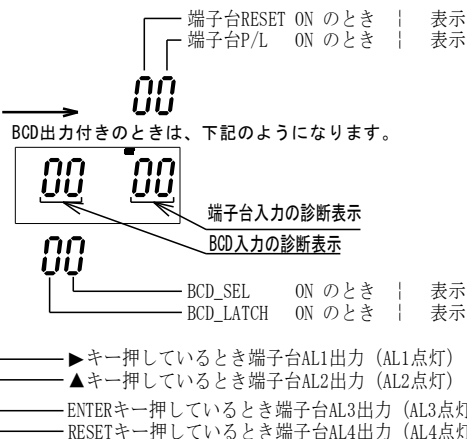 端子台RESET ON のとき ¦ 表示
端子台P/L ON のとき ¦ 表示
00
BCD出力付きのときは、下記のようになります。
00 00
端子台入力の診断表示
BCD入力の診断表示
00
BCD_SEL ON のとき ¦ 表示
BCD_LATCH ON のとき ¦ 表示
▶キー押しているとき端子台AL1出力 (AL1点灯)
▲キー押しているとき端子台AL2出力 (AL2点灯)
ENTERキー押しているとき端子台AL3出力 (AL3点灯
RESETキー押しているとき端子台AL4出力 (AL4点灯